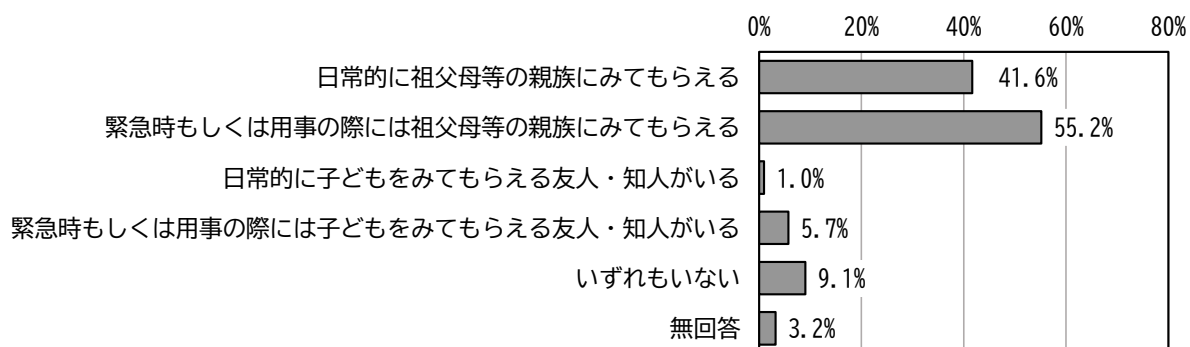 0% 20% 40% 60% 80%
日常的に祖父母等の親族にみてもらえる 41.6%
緊急時もしくは用事の際には祖父母等の親族にみてもらえる 55.2%
日常的に子どもをみてもらえる友人・知人がいる 1.0%
緊急時もしくは用事の際には子どもをみてもらえる友人・知人がいる 5.7%
いずれもいない 9.1%
無回答 3.2%